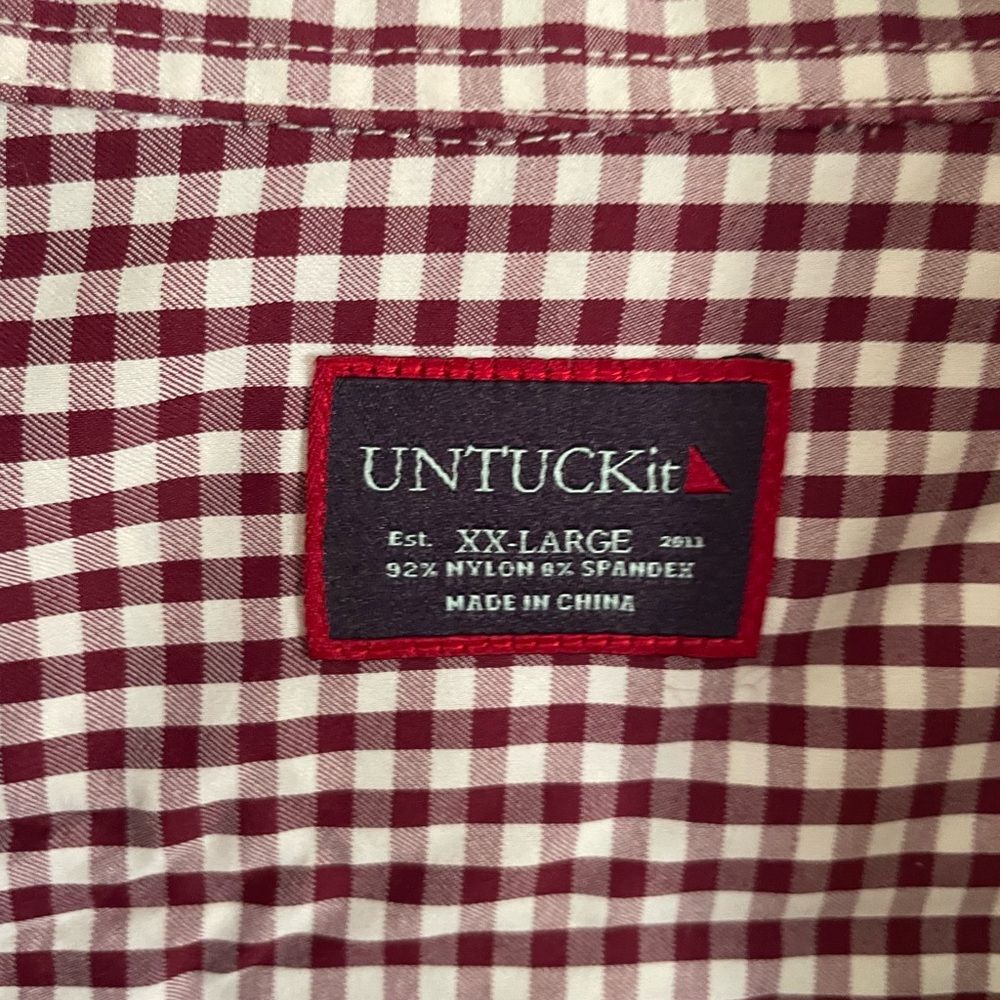 UNTUCKit
Est. XX-LARGE 2011
92% NYLON 8% SPANDEX
MADE IN CHINA